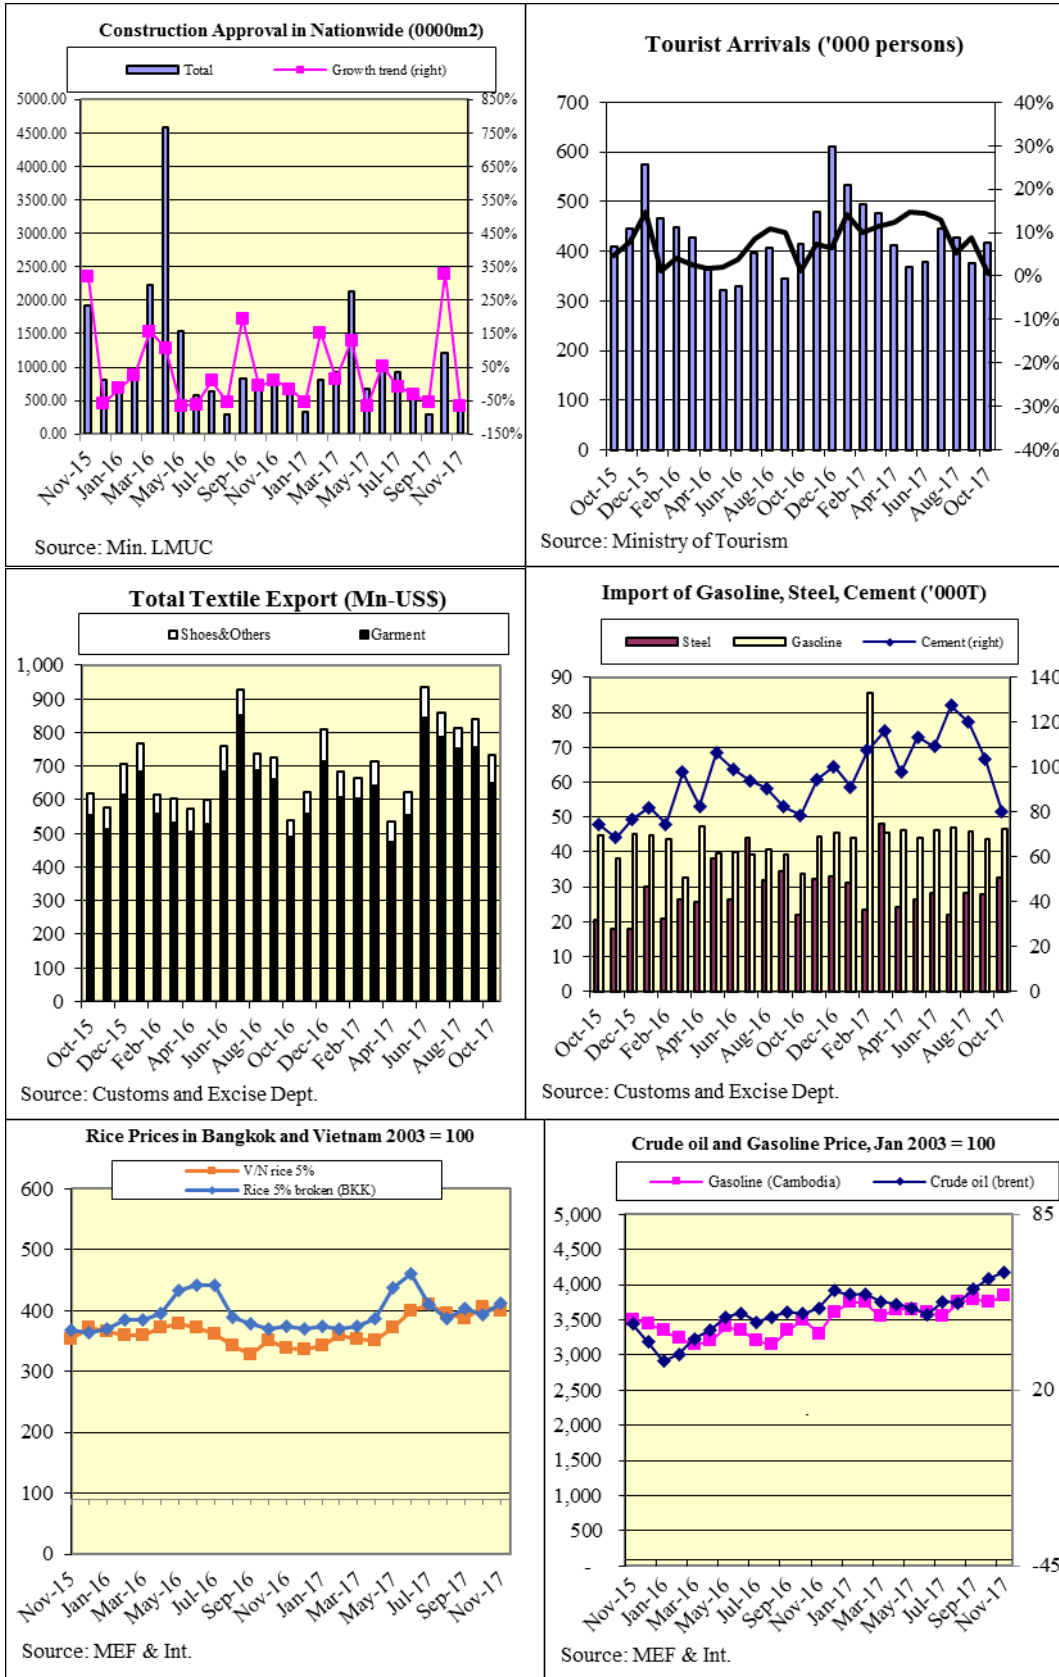 Construction Approval in Nationwide (0000m2)
Total
Growth trend (right)
5000.00
4500.00
4000.00
3500.00
3000.00
2500.00
2000.00
1500.00
1000.00
500.00
0.00
850%
750%
650%
550%
450%
350%
250%
150%
50%
-50%
-150%
Nov-15
Jan-16
Mar-16
May-16
Jul-16
Sep-16
Nov-16
Jan-17
Mar-17
May-17
Jul-17
Sep-17
Nov-17
Source: Min. LMUC
Tourist Arrivals ('000 persons)
700
600
500
400
300
200
100
0
40%
30%
20%
10%
0%
-10%
-20%
-30%
-40%
Oct-15
Dec-15
Feb-16
Apr-16
Jun-16
Aug-16
Oct-16
Dec-16
Feb-17
Apr-17
Jun-17
Aug-17
Oct-17
Source: Ministry of Tourism
Total Textile Export (Mn-US$)
Shoes&Others
Garment
1,000
900
800
700
600
500
400
300
200
100
0
Oct-15
Dec-15
Feb-16
Apr-16
Jun-16
Aug-16
Oct-16
Dec-16
Feb-17
Apr-17
Jun-17
Aug-17
Oct-17
Source: Customs and Excise Dept.
Import of Gasoline, Steel, Cement ('000T)
Steel
Gasoline
Cement (right)
90
80
70
60
50
40
30
20
10
0
140
120
100
80
60
40
20
0
Oct-15
Dec-15
Feb-16
Apr-16
Jun-16
Aug-16
Oct-16
Dec-16
Feb-17
Apr-17
Jun-17
Aug-17
Oct-17
Source: Customs and Excise Dept.
Rice Prices in Bangkok and Vietnam 2003 = 100
V/N rice 5%
Rice 5% broken (BKK)
600
500
400
300
200
100
0
Nov-15
Jan-16
Mar-16
May-16
Jul-16
Sep-16
Nov-16
Jan-17
Mar-17
May-17
Jul-17
Sep-17
Nov-17
Source: MEF & Int.
Crude oil and Gasoline Price, Jan 2003 = 100
Gasoline (Cambodia)
Crude oil (brent)
5,000
4,500
4,000
3,500
3,000
2,500
2,000
1,500
1,000
500
-
85
20
-45
Nov-15
Jan-16
Mar-16
May-16
Jul-16
Sep-16
Nov-16
Jan-17
Mar-17
May-17
Jul-17
Sep-17
Nov-17
Source: MEF & Int.